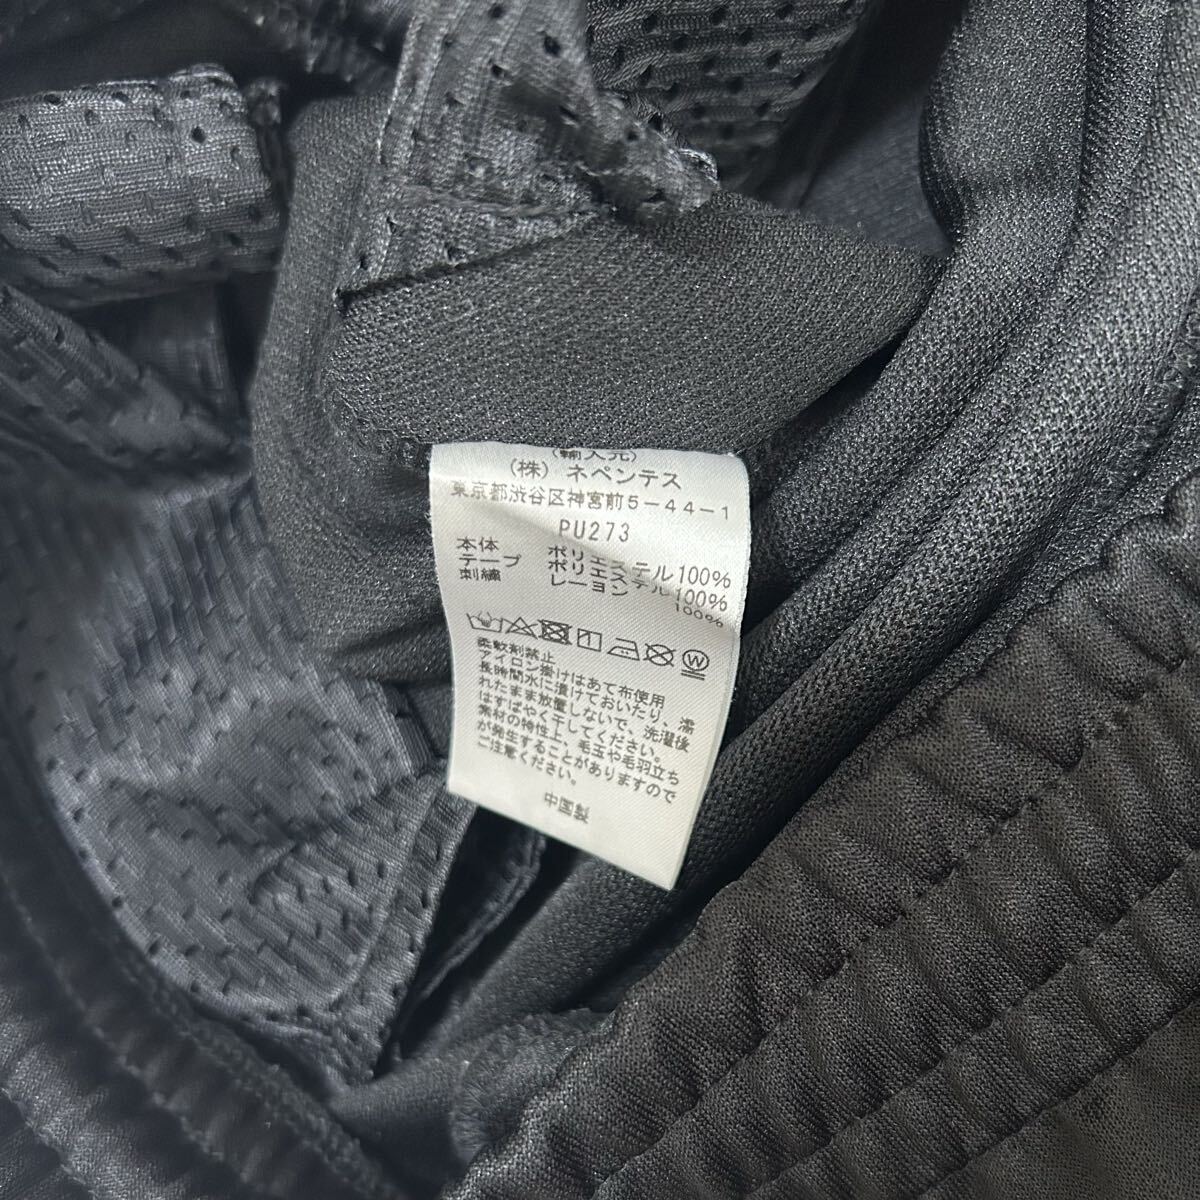 (輸入元)
(株) ネペンテス
東京都渋谷区神宮前5-44-1
PU273
本体 ポリエステル100%
テープ ポリエステル100%
刺繍 レーヨン 100%
W
柔軟剤禁止
アイロン掛けはあて布使用
長時間水に漬けておいたり、濡
れたまま放置しないで、洗濯後
はすばやく干してください。
素材の特性上、毛玉や毛羽立ち
が発生することがありますので
ご注意ください。
中国製